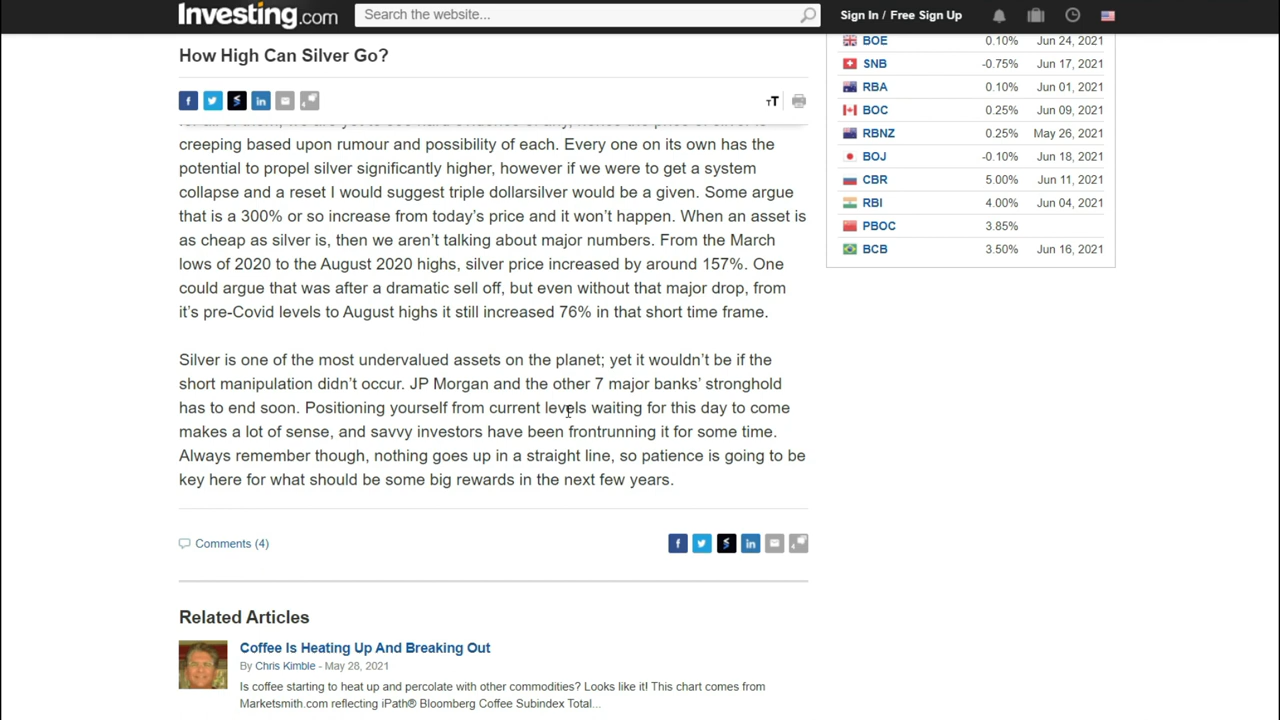 Investing.com
Search the website...
Sign In / Free Sign Up
How High Can Silver Go?
creeping based upon rumour and possibility of each. Every one on its own has the
potential to propel silver significantly higher, however if we were to get a system
collapse and a reset I would suggest triple dollarsilver would be a given. Some argue
that is a 300% or so increase from today's price and it won't happen. When an asset is
as cheap as silver is, then we aren't talking about major numbers. From the March
lows of 2020 to the August 2020 highs, silver price increased by around 157%. One
could argue that was after a dramatic sell off, but even without that major drop, from
it's pre-Covid levels to August highs it still increased 76% in that short time frame.
Silver is one of the most undervalued assets on the planet; yet it wouldn't be if the
short manipulation didn't occur. JP Morgan and the other 7 major banks' stronghold
has to end soon. Positioning yourself from current levels waiting for this day to come
makes a lot of sense, and savvy investors have been frontrunning it for some time.
Always remember though, nothing goes up in a straight line, so patience is going to be
key here for what should be some big rewards in the next few years.
Comments (4)
Related Articles
Coffee Is Heating Up And Breaking Out
By Chris Kimble - May 28, 2021
Is coffee starting to heat up and percolate with other commodities? Looks like it! This chart comes from
Marketsmith.com reflecting iPath® Bloomberg Coffee Subindex Total...
BOE 0.10% Jun 24, 2021
SNB -0.75% Jun 17, 2021
RBA 0.10% Jun 01, 2021
BOC 0.25% Jun 09, 2021
RBNZ 0.25% May 26, 2021
BOJ -0.10% Jun 18, 2021
CBR 5.00% Jun 11, 2021
RBI 4.00% Jun 04, 2021
PBOC 3.85%
BCB 3.50% Jun 16, 2021